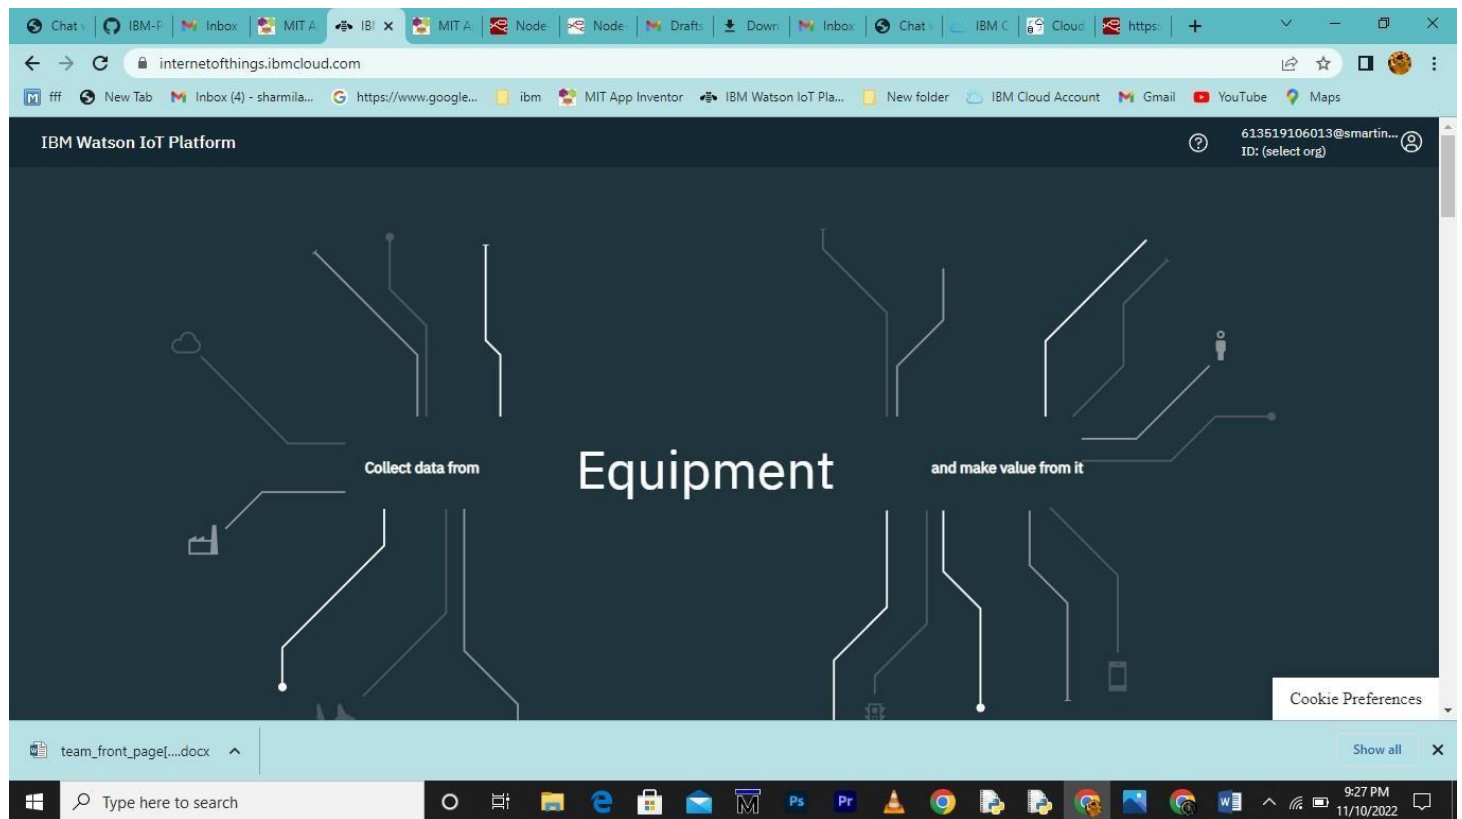 Chat IBM-P Inbox MIT A IBI MIT A Node- Node- Drafts Down Inbox Chat IBM C Cloud https:
internetofthings.ibmcloud.com
fff New Tab Inbox (4) - sharmila... https://www.google... ibm MIT App Inventor IBM Watson IoT Pla... New folder IBM Cloud Account Gmail YouTube Maps
IBM Watson IoT Platform
613519106013@smartin...
ID: (select org)
Collect data from Equipment and make value from it
Cookie Preferences
team_front_page[....docx
Show all
Type here to search
Ps Pr
9:27 PM
11/10/2022